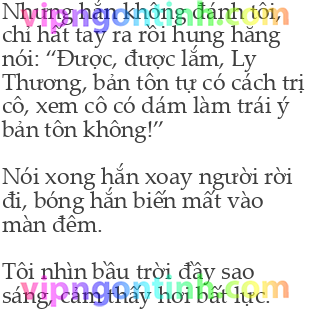 Nhưng hắn không đánh tôi,
vipngontinh.com
chỉ hất tay ra rồi hung hăng
nói: “Được, được lắm, Ly
Thương, bản tôn tự có cách trị
cô, xem cô có dám làm trái ý
bản tôn không!”
Nói xong hắn xoay người rời
đi, bóng hắn biến mất vào
màn đêm.
Tôi nhìn bầu trời đầy sao
sáng, cảm thấy hơi bất lực.
vipngontinh.com